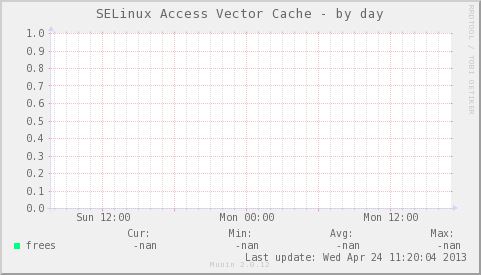 SELinux Access Vector Cache - by day
RRDTOOL / TOBI OETIKER
1.0
0.9
0.8
0.7
0.6
0.5
0.4
0.3
0.2
0.1
0.0
Sun 12:00 Mon 00:00 Mon 12:00
Cur: Min: Avg: Max:
frees -nan -nan -nan -nan
Last update: Wed Apr 24 11:20:04 2013
Munin 2.0.12